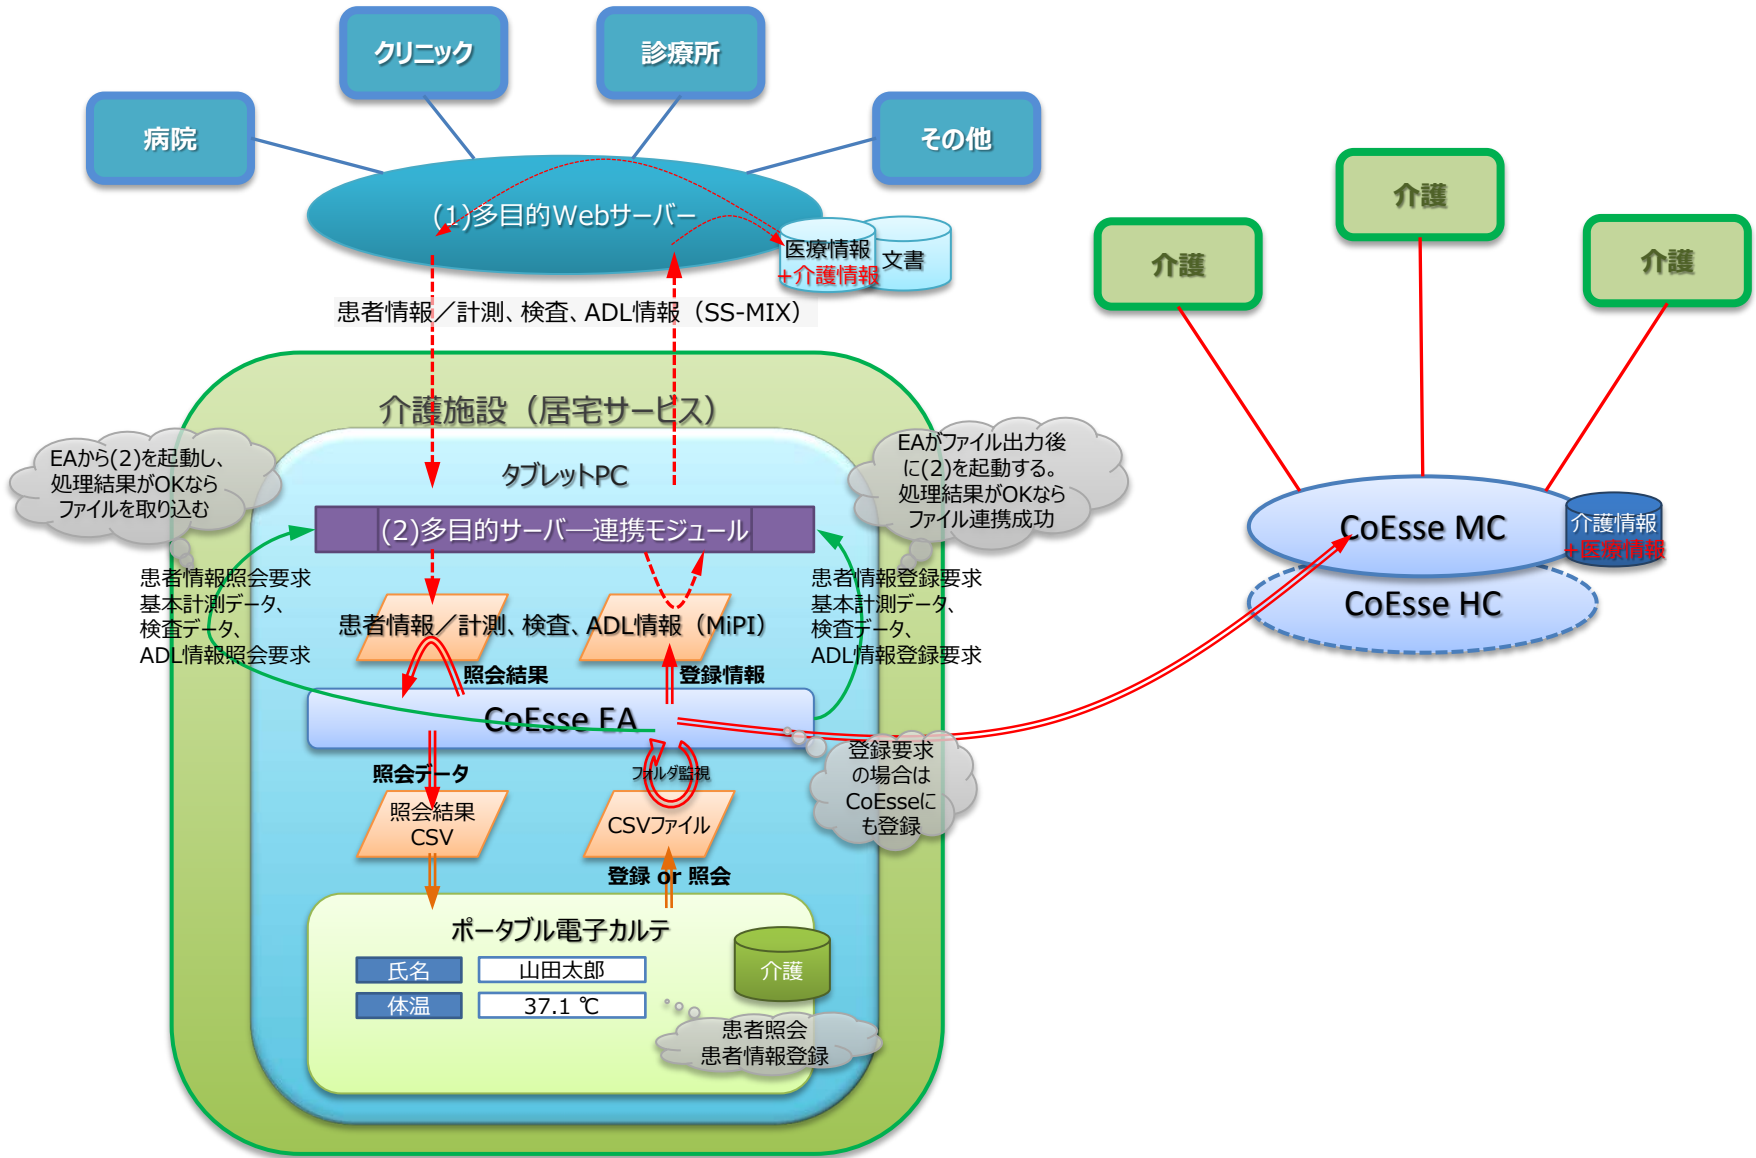 クリニック
診療所
病院
その他
(1)多目的Webサーバー
医療情報
+介護情報
文書
介護
介護
介護
患者情報／計測、検査、ADL情報（SS-MIX）
介護施設（居宅サービス）
EAから(2)を起動し、
処理結果がOKなら
ファイルを取り込む
EAがファイル出力後
に(2)を起動する。
処理結果がOKなら
ファイル連携成功
タブレットPC
(2)多目的サーバ―連携モジュール
CoEsse MC
介護情報
+医療情報
CoEsse HC
患者情報照会要求
基本計測データ、
検査データ、
ADL情報照会要求
患者情報登録要求
基本計測データ、
検査データ、
ADL情報登録要求
患者情報／計測、検査、ADL情報（MiPI）
照会結果
登録情報
CoEsse EA
照会データ
フォルダ監視
登録要求
の場合は
CoEsseに
も登録
照会結果
CSV
CSVファイル
登録 or 照会
ポータブル電子カルテ
氏名
山田太郎
体温
37.1 ℃
介護
患者照会
患者情報登録